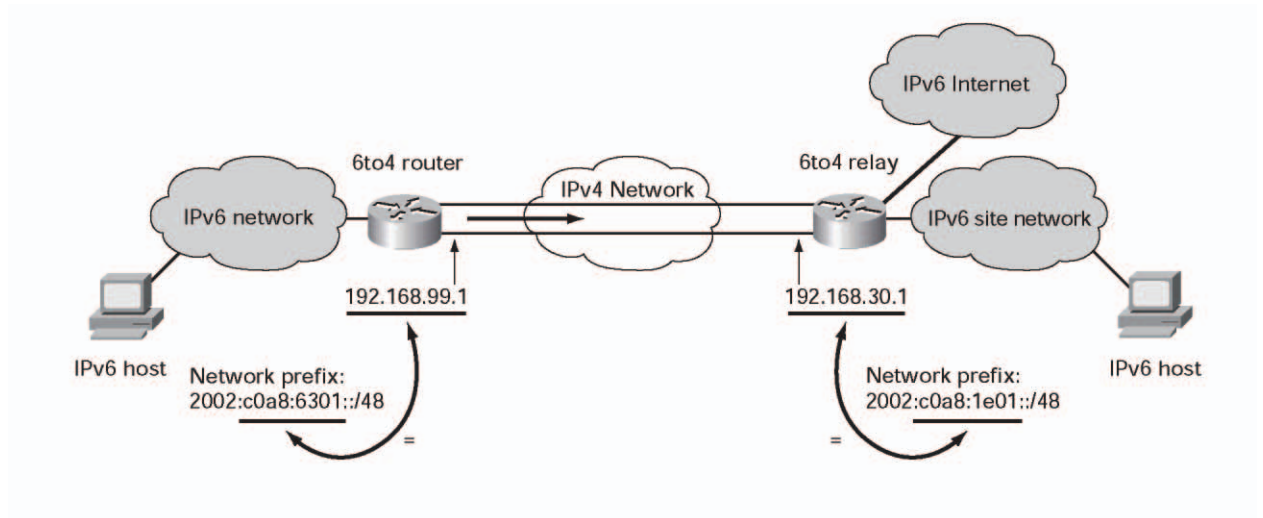 IPv6 Internet
6to4 router
6to4 relay
IPv4 Network
IPv6 network
IPv6 site network
192.168.99.1
192.168.30.1
IPv6 host
IPv6 host
Network prefix:
2002:c0a8:6301::/48
=
Network prefix:
2002:c0a8:1e01::/48
=